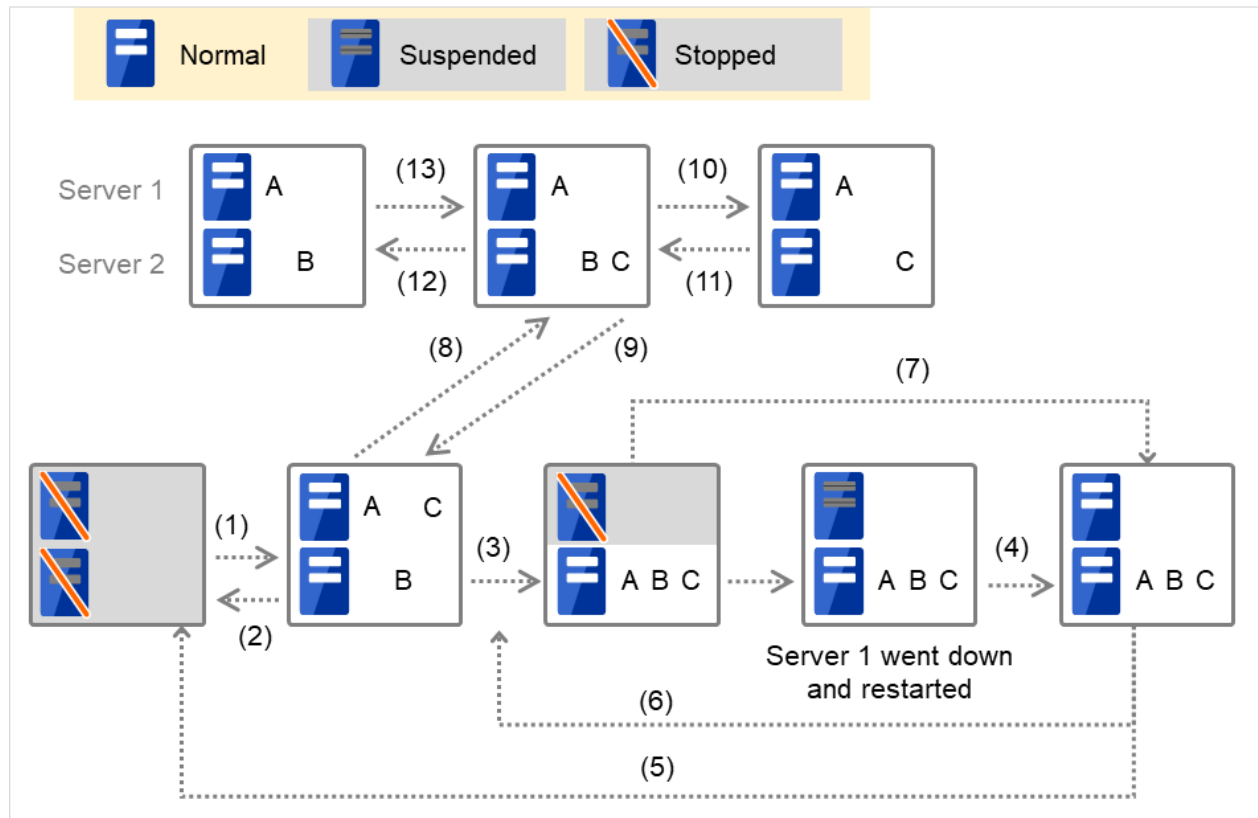 Normal Suspended Stopped
Server 1 A (13) A (10) A
Server 2 B (12) B C (11) C
(8) (9) (7)
(1) A C (3) (4)
(2) B A B C A B C A B C
Server 1 went down
and restarted
(6)
(5)